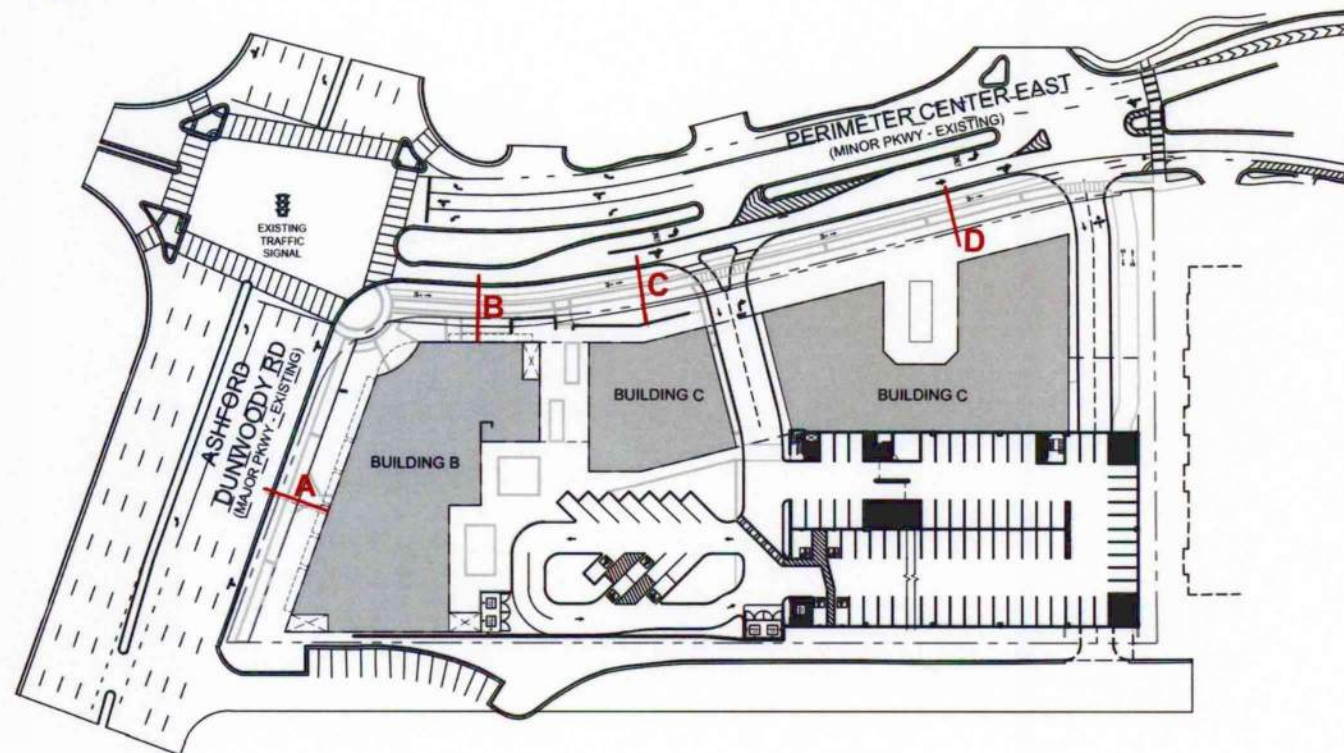 PERIMETER CENTER EAST
(MINOR PKWY - EXISTING)
EXISTING
TRAFFIC
SIGNAL
ASHFORD
DUNWOODY RD
(MAJOR PKWY - EXISTING)
A
B
C
D
BUILDING B
BUILDING C
BUILDING C